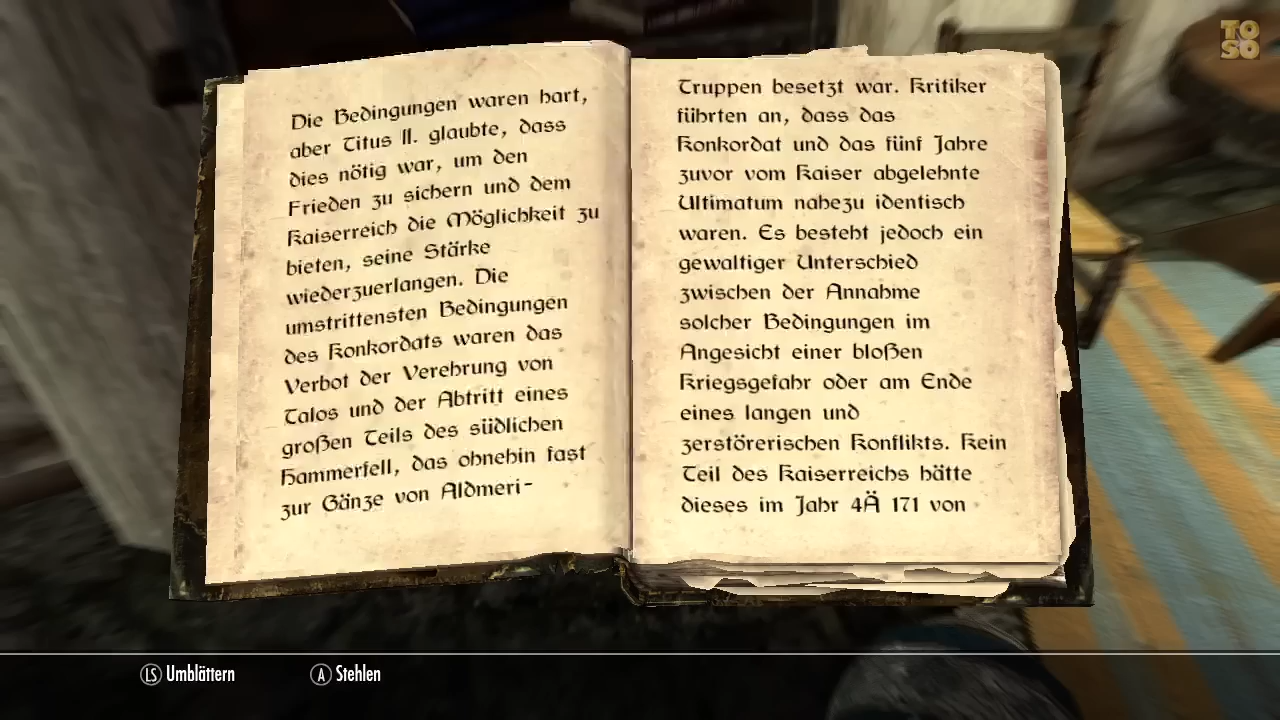 TO
SO
Die Bedingungen waren hart,
aber Titus II. glaubte, dass
dies nötig war, um den
Frieden zu sichern und dem
Kaiserreich die Möglichkeit zu
bieten, seine Stärke
wiederzuerlangen. Die
umstrittensten Bedingungen
des Konkordats waren das
Verbot der Verehrung von
Talos und der Abtritt eines
großen Teils des südlichen
Hammerfell, das ohnehin fast
zur Gänze von Aldmeri-
Truppen besetzt war. Kritiker
führten an, dass das
Konkordat und das fünf Jahre
zuvor vom Kaiser abgelehnte
Ultimatum nahezu identisch
waren. Es besteht jedoch ein
gewaltiger Unterschied
zwischen der Annahme
solcher Bedingungen im
Angesicht einer bloßen
Kriegsgefahr oder am Ende
eines langen und
zerstörerischen Konflikts. Kein
Teil des Kaiserreichs hätte
dieses im Jahr 4Ä 171 von
LS Umblättern
A Stehlen